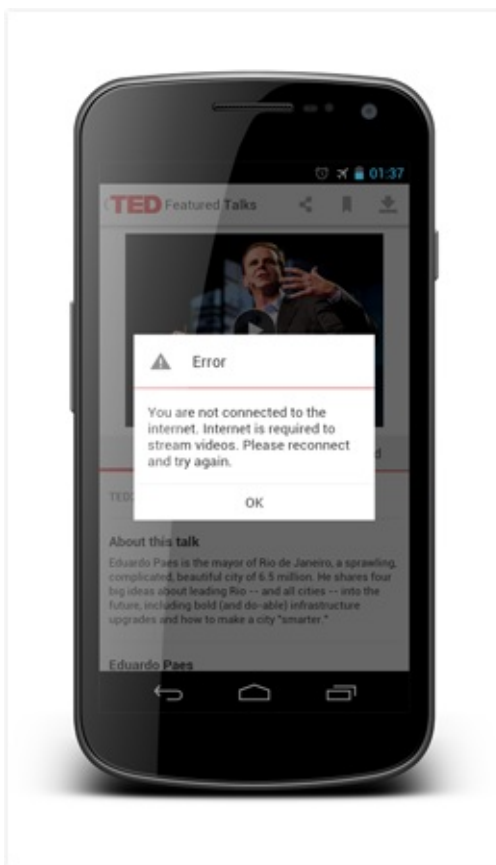 01:37
TED Featured Talks
Error
You are not connected to the
internet. Internet is required to
stream videos. Please reconnect
and try again.
OK
About this talk
Eduardo Paes is the mayor of Rio de Janeiro, a sprawling,
complicated, beautiful city of 6.5 million. He shares four
big ideas about leading Rio -- and all cities -- into the
future, including bold (and do-able) infrastructure
upgrades and how to make a city "smarter."
Eduardo Paes